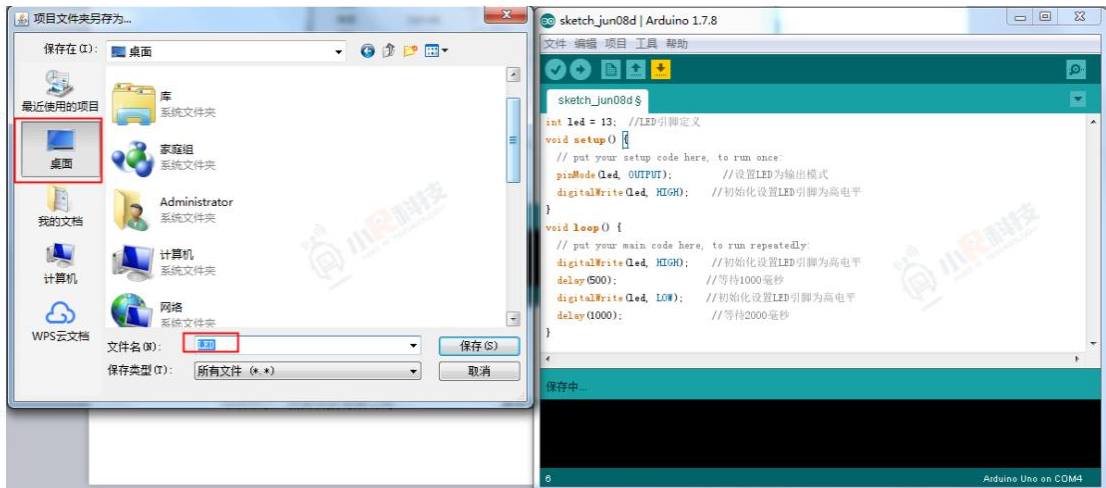 项目文件夹另存为...
保存在(I):
桌面
最近使用的项目
桌面
我的文档
计算机
WPS云文档
库
系统文件夹
家庭组
系统文件夹
Administrator
系统文件夹
计算机
系统文件夹
网络
系统文件夹
文件名(N):
LED
保存(S)
保存类型(T):
所有文件 (*.*)
取消
小R科技
sketch_jun08d | Arduino 1.7.8
文件 编辑 项目 工具 帮助
sketch_jun08d §
int led = 13;  //LED引脚定义
void setup() {
// put your setup code here, to run once:
pinMode(led, OUTPUT);  //设置LED为输出模式
digitalWrite(led, HIGH);  //初始化设置LED引脚为高电平
}
void loop() {
// put your main code here, to run repeatedly:
digitalWrite(led, HIGH);  //初始化设置LED引脚为高电平
delay(500);  //等待1000毫秒
digitalWrite(led, LOW);  //初始化设置LED引脚为高电平
delay(1000);  //等待2000毫秒
}
小R科技
保存中...
6
Arduino Uno on COM4